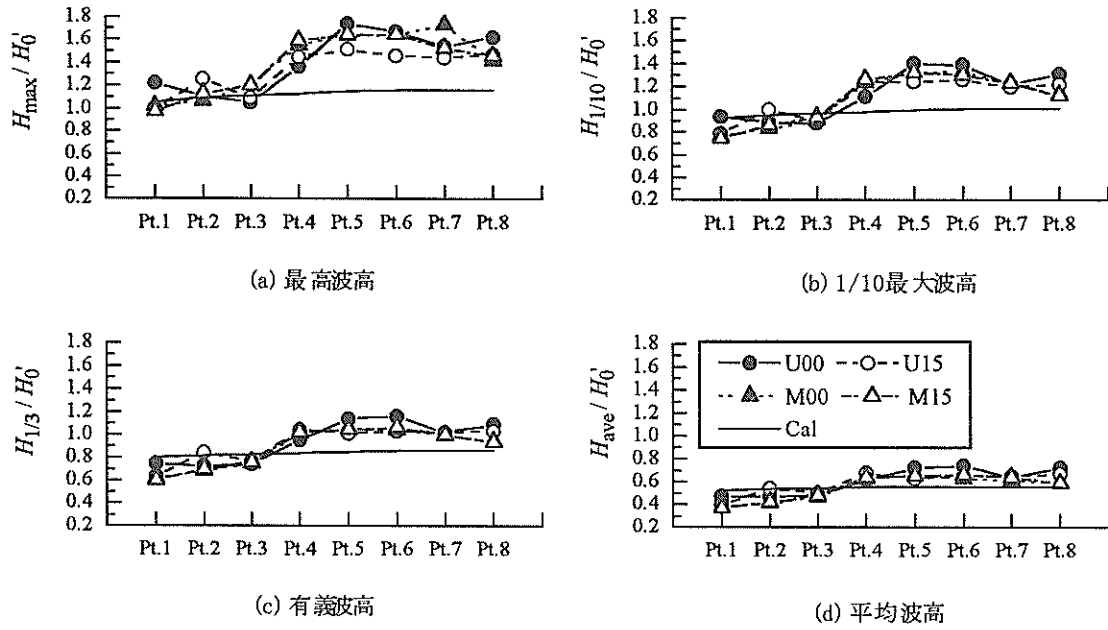 H_max / H_0'
1.8
1.6
1.4
1.2
1.0
0.8
0.6
0.4
0.2
Pt.1 Pt.2 Pt.3 Pt.4 Pt.5 Pt.6 Pt.7 Pt.8
(a) 最高波高
H_1/10 / H_0'
1.8
1.6
1.4
1.2
1.0
0.8
0.6
0.4
0.2
Pt.1 Pt.2 Pt.3 Pt.4 Pt.5 Pt.6 Pt.7 Pt.8
(b) 1/10最大波高
H_1/3 / H_0'
1.8
1.6
1.4
1.2
1.0
0.8
0.6
0.4
0.2
Pt.1 Pt.2 Pt.3 Pt.4 Pt.5 Pt.6 Pt.7 Pt.8
(c) 有義波高
H_ave / H_0'
1.8
1.6
1.4
1.2
1.0
0.8
0.6
0.4
0.2
U00 U15
M00 M15
Cal
Pt.1 Pt.2 Pt.3 Pt.4 Pt.5 Pt.6 Pt.7 Pt.8
(d) 平均波高